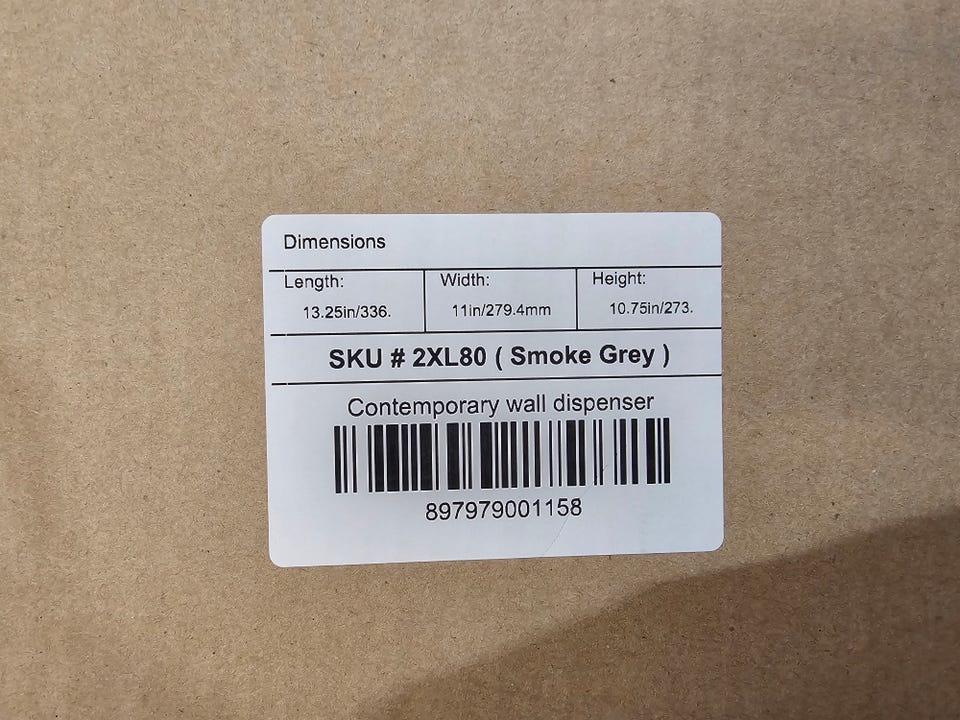 Dimensions
Length: Width: Height:
13.25in/336. 11in/279.4mm 10.75in/273.
SKU # 2XL80 ( Smoke Grey )
Contemporary wall dispenser
897979001158